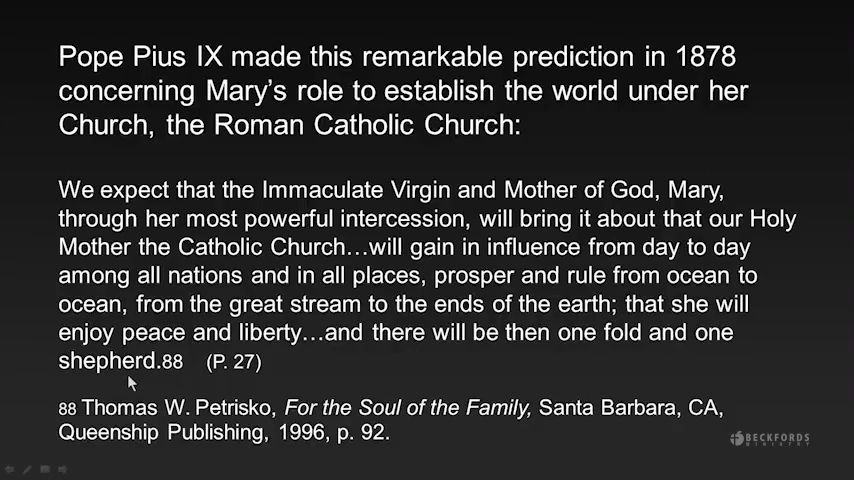 Pope Pius IX made this remarkable prediction in 1878
concerning Mary's role to establish the world under her
Church, the Roman Catholic Church:
We expect that the Immaculate Virgin and Mother of God, Mary,
through her most powerful intercession, will bring it about that our Holy
Mother the Catholic Church…will gain in influence from day to day
among all nations and in all places, prosper and rule from ocean to
ocean, from the great stream to the ends of the earth; that she will
enjoy peace and liberty…and there will be then one fold and one
shepherd.88 (P. 27)
88 Thomas W. Petrisko, For the Soul of the Family, Santa Barbara, CA,
Queenship Publishing, 1996, p. 92.
BECKFORDS
MINISTRY